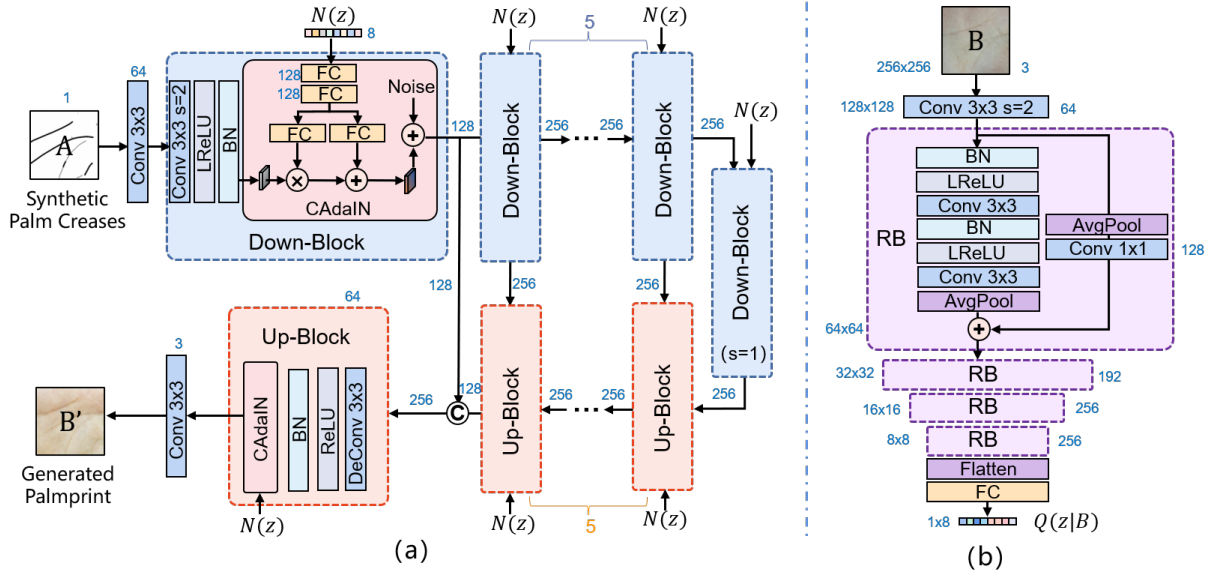 N(z)
8
64
1
A
Synthetic
Palm Creases
Conv 3x3
Conv 3x3 s=2
LReLU
BN
128
FC
128
FC
FC
FC
Noise
CAdaIN
Down-Block
128
N(z)
5
N(z)
Down-Block
256
256
Down-Block
256
N(z)
Down-Block
(s=1)
128
256
256
64
Up-Block
CAdaIN
BN
ReLU
DeConv 3x3
N(z)
3
Conv 3x3
B'
Generated
Palmprint
256
C
128
Up-Block
256
256
Up-Block
256
N(z)
5
N(z)
(a)
B
256x256
3
128x128
Conv 3x3 s=2
64
RB
BN
LReLU
Conv 3x3
BN
LReLU
Conv 3x3
AvgPool
AvgPool
Conv 1x1
128
64x64
32x32
RB
192
16x16
RB
256
8x8
RB
256
Flatten
FC
1x8
Q(z|B)
(b)